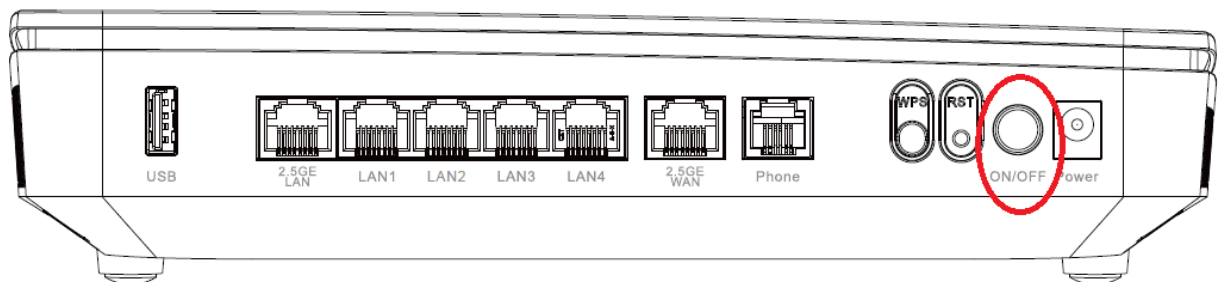 WPS
RST
USB
2.5GE
LAN
LAN1
LAN2
LAN3
LAN4
2.5GE
WAN
Phone
ON/OFF
Power